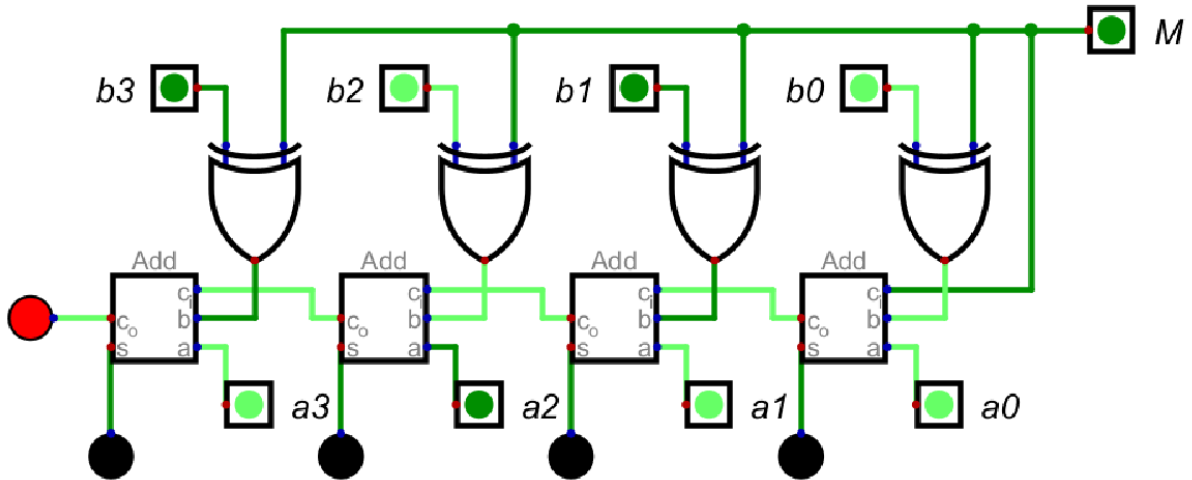 M
b3 b2 b1 b0
Add Add Add Add
ci ci ci ci
co b co b co b co b
s a s a s a s a
a3 a2 a1 a0